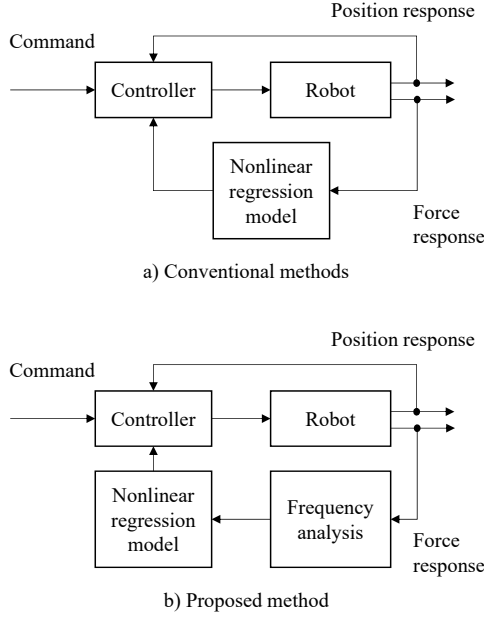 Position response
Command
Controller
Robot
Nonlinear
regression
model
Force
response
a) Conventional methods
Position response
Command
Controller
Robot
Nonlinear
regression
model
Frequency
analysis
Force
response
b) Proposed method